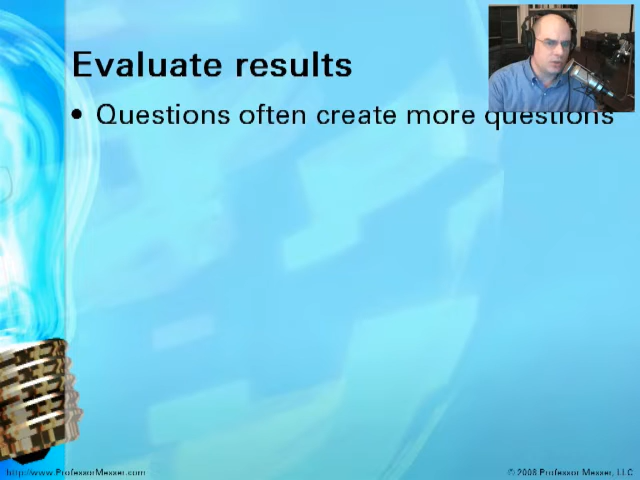 Evaluate results
• Questions often create more questions
http://www.ProfessorMesser.com
© 2008 Professor Messer, LLC